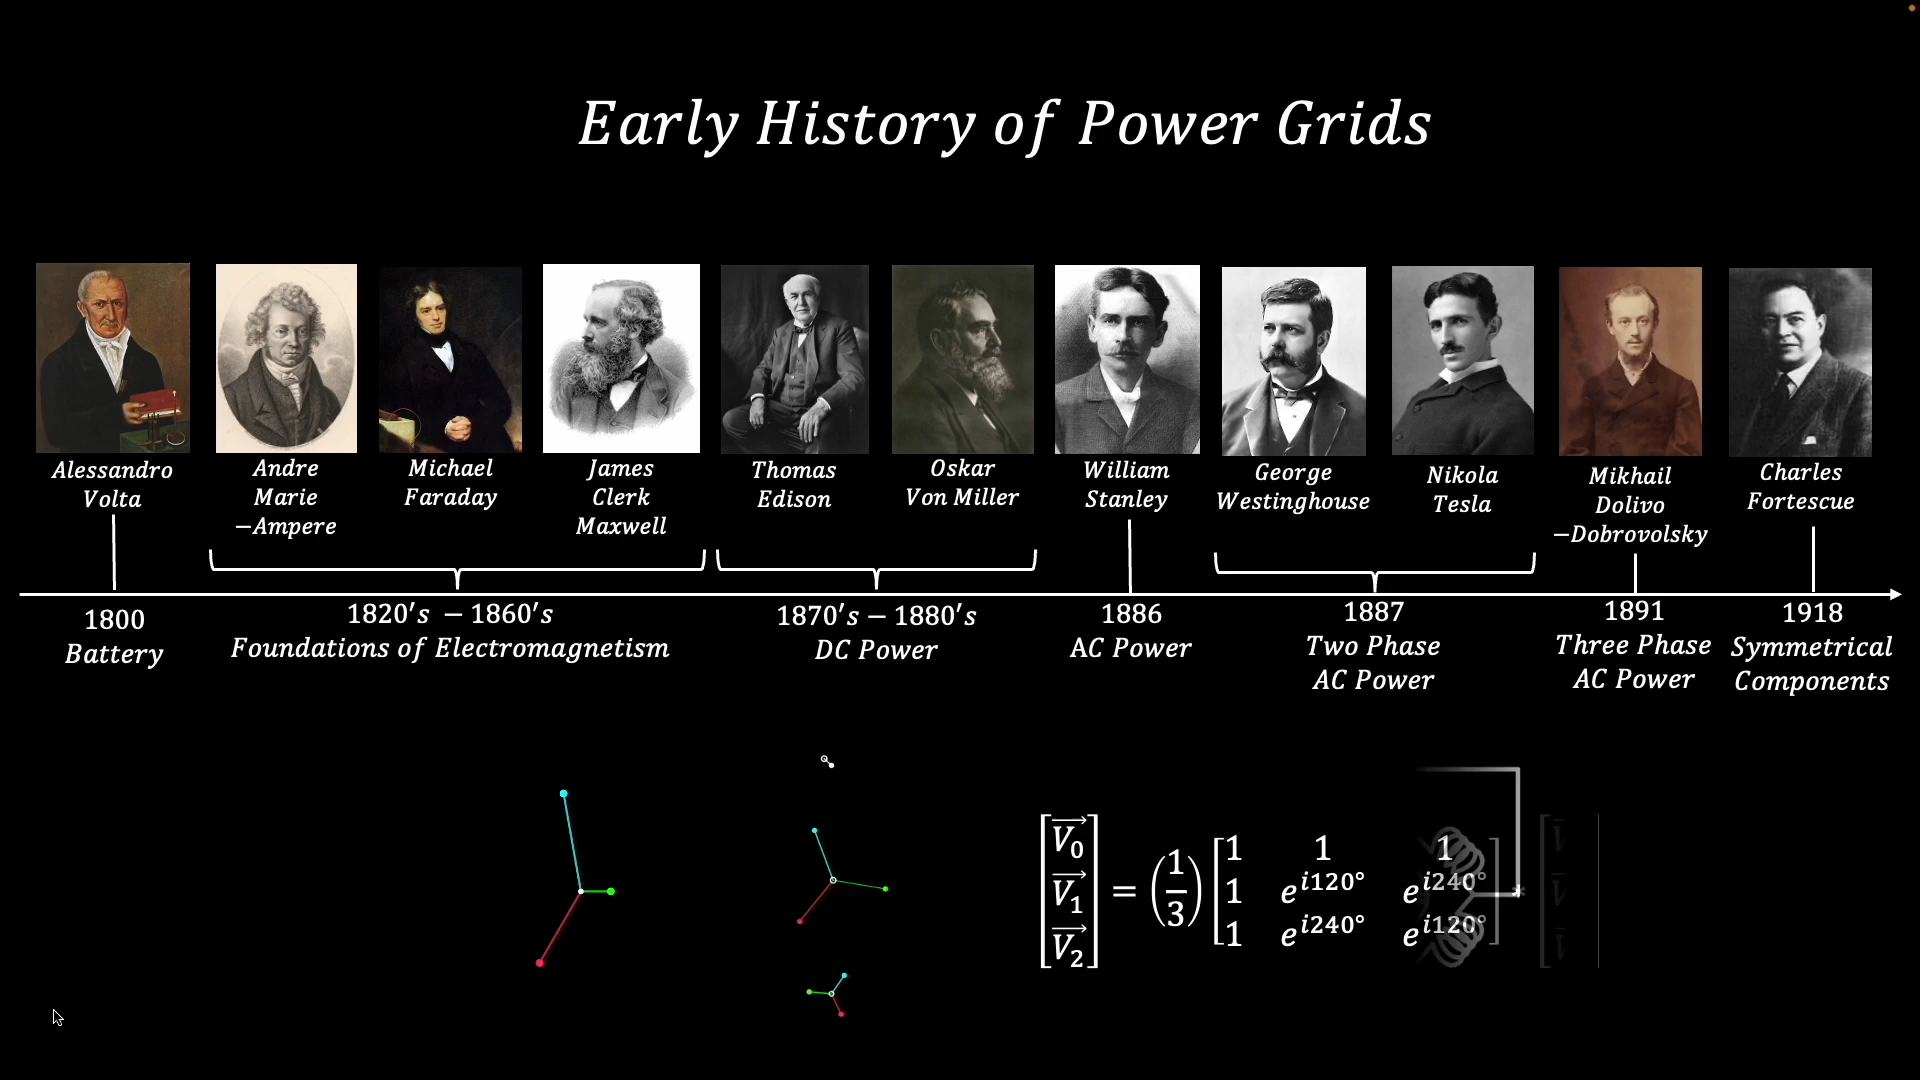 Early History of Power Grids
Alessandro
Volta
Andre
Marie
−Ampere
Michael
Faraday
James
Clerk
Maxwell
Thomas
Edison
Oskar
Von Miller
William
Stanley
George
Westinghouse
Nikola
Tesla
Mikhail
Dolivo
−Dobrovolsky
Charles
Fortescue
1800
Battery
1820's − 1860's
Foundations of Electromagnetism
1870's − 1880's
DC Power
1886
AC Power
1887
Two Phase
AC Power
1891
Three Phase
AC Power
1918
Symmetrical
Components
[V₀ V₁ V₂] = (1/3)
1 1 1
1 e^{i120°} e^{i240°}
1 e^{i240°} e^{i120°}